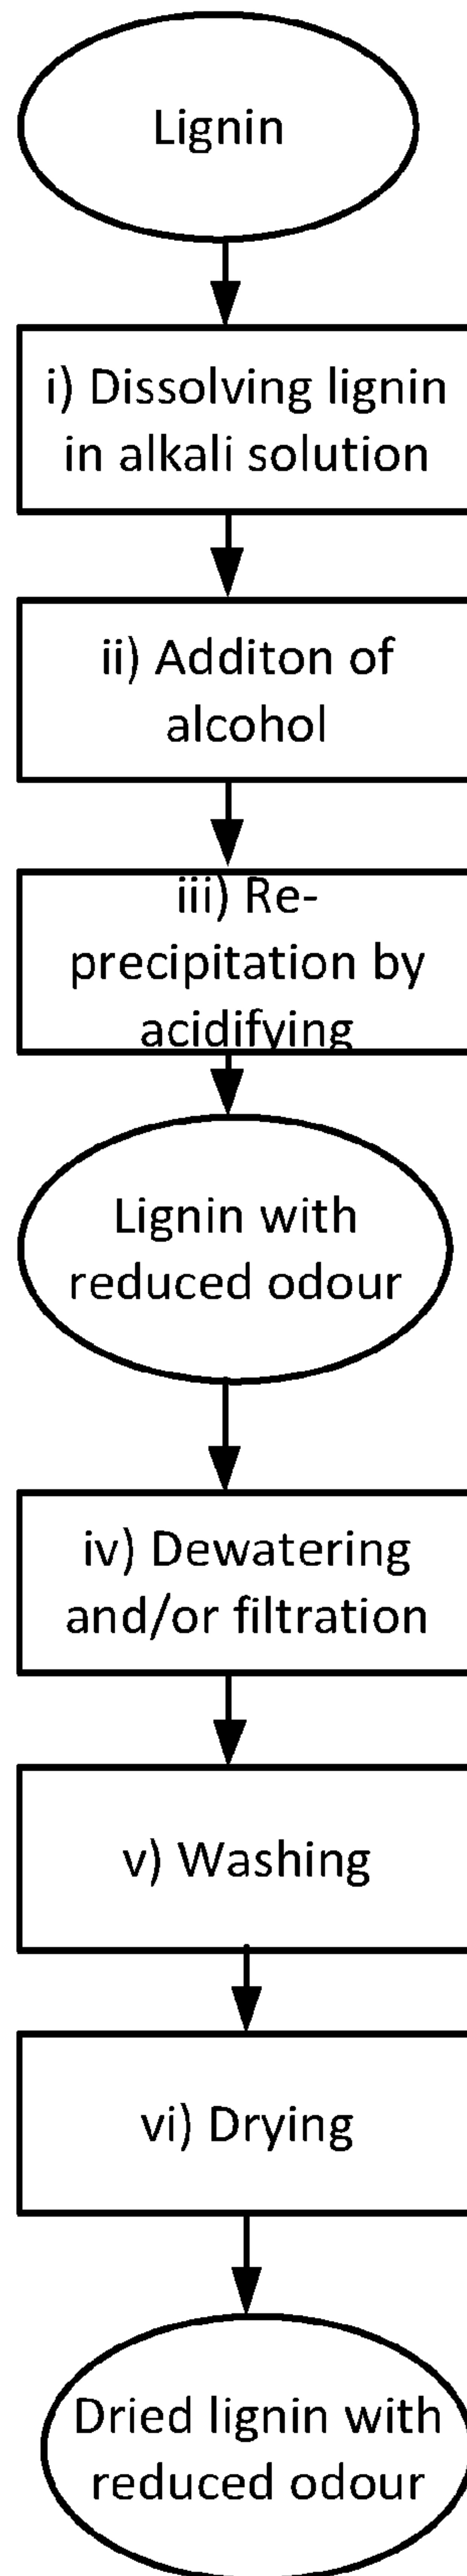 Lignin
i) Dissolving lignin
in alkali solution
ii) Additon of
alcohol
iii) Re-
precipitation by
acidifying
Lignin with
reduced odour
iv) Dewatering
and/or filtration
v) Washing
vi) Drying
Dried lignin with
reduced odour